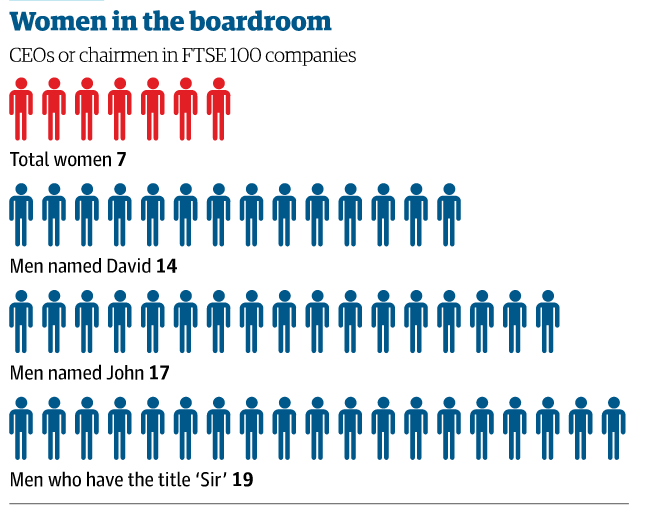 Women in the boardroom
CEOs or chairmen in FTSE 100 companies
Total women 7
Men named David 14
Men named John 17
Men who have the title ‘Sir’ 19